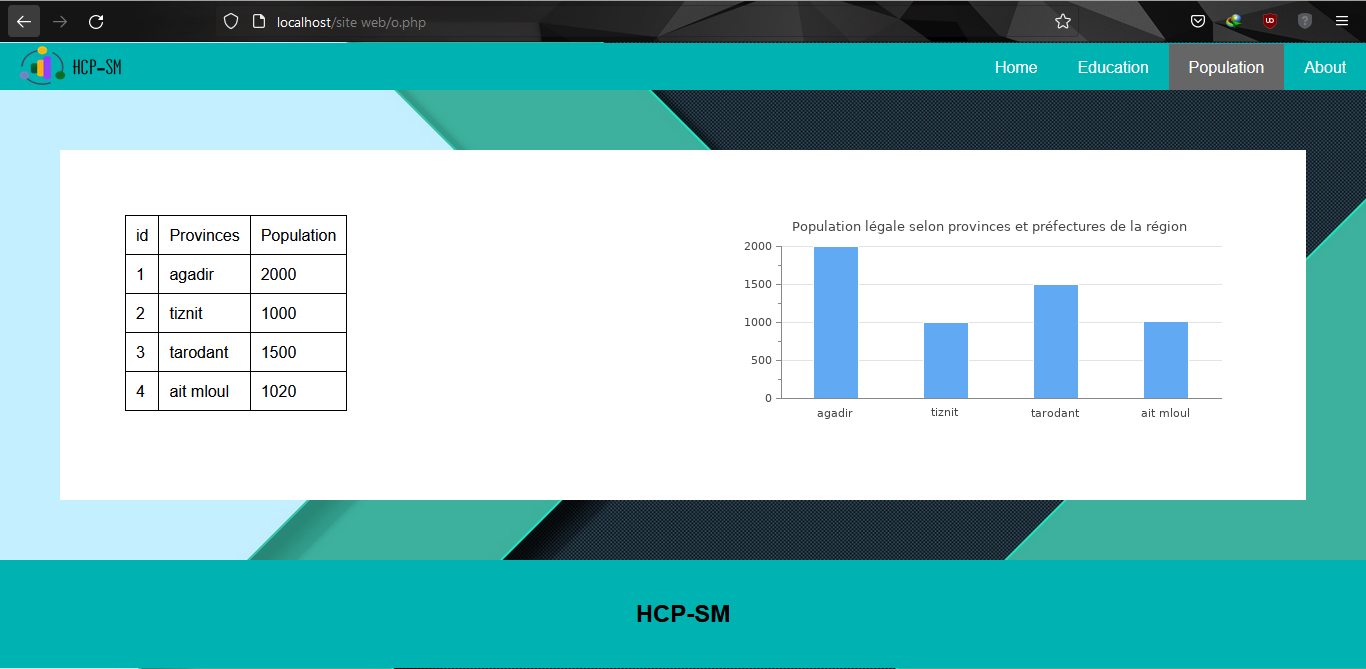 localhost/site web/o.php
HCP-SM
Home Education Population About
id Provinces Population
1 agadir 2000
2 tiznit 1000
3 tarodant 1500
4 ait mloul 1020
Population légale selon provinces et préfectures de la région
2000
1500
1000
500
0
agadir tiznit tarodant ait mloul
HCP-SM